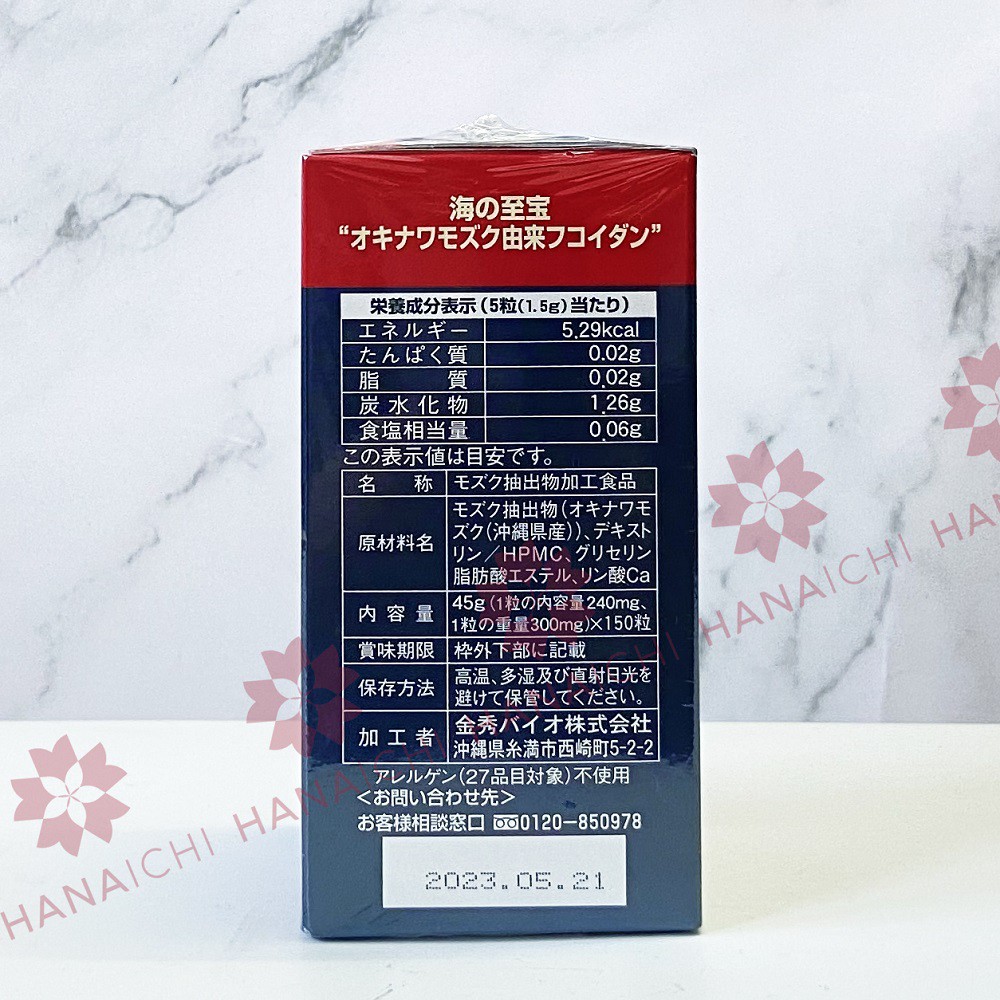 海の至宝
“オキナワモズク由来フコイダン”
栄養成分表示(5粒(1.5g)当たり)
エネルギー 5.29kcal
たんぱく質 0.02g
脂質 0.02g
炭水化物 1.26g
食塩相当量 0.06g
この表示値は目安です。
名称 モズク抽出物加工食品
原材料名 モズク抽出物(オキナワモ
ズク(沖縄県産))、デキスト
リン/HPMC、グリセリン
脂肪酸エステル、リン酸Ca
内容量 45g(1粒の内容量240mg、
1粒の重量300mg)×150粒
賞味期限 枠外下部に記載
保存方法 高温、多湿及び直射日光を
避けて保管してください。
加工者 金秀バイオ株式会社
沖縄県糸満市西崎町5-2-2
アレルゲン(27品目対象)不使用
<お問い合わせ先>
お客様相談窓口 0120-850978
2023.05.21
HANAICHI HANAICHI HANAICHI HANAICHI